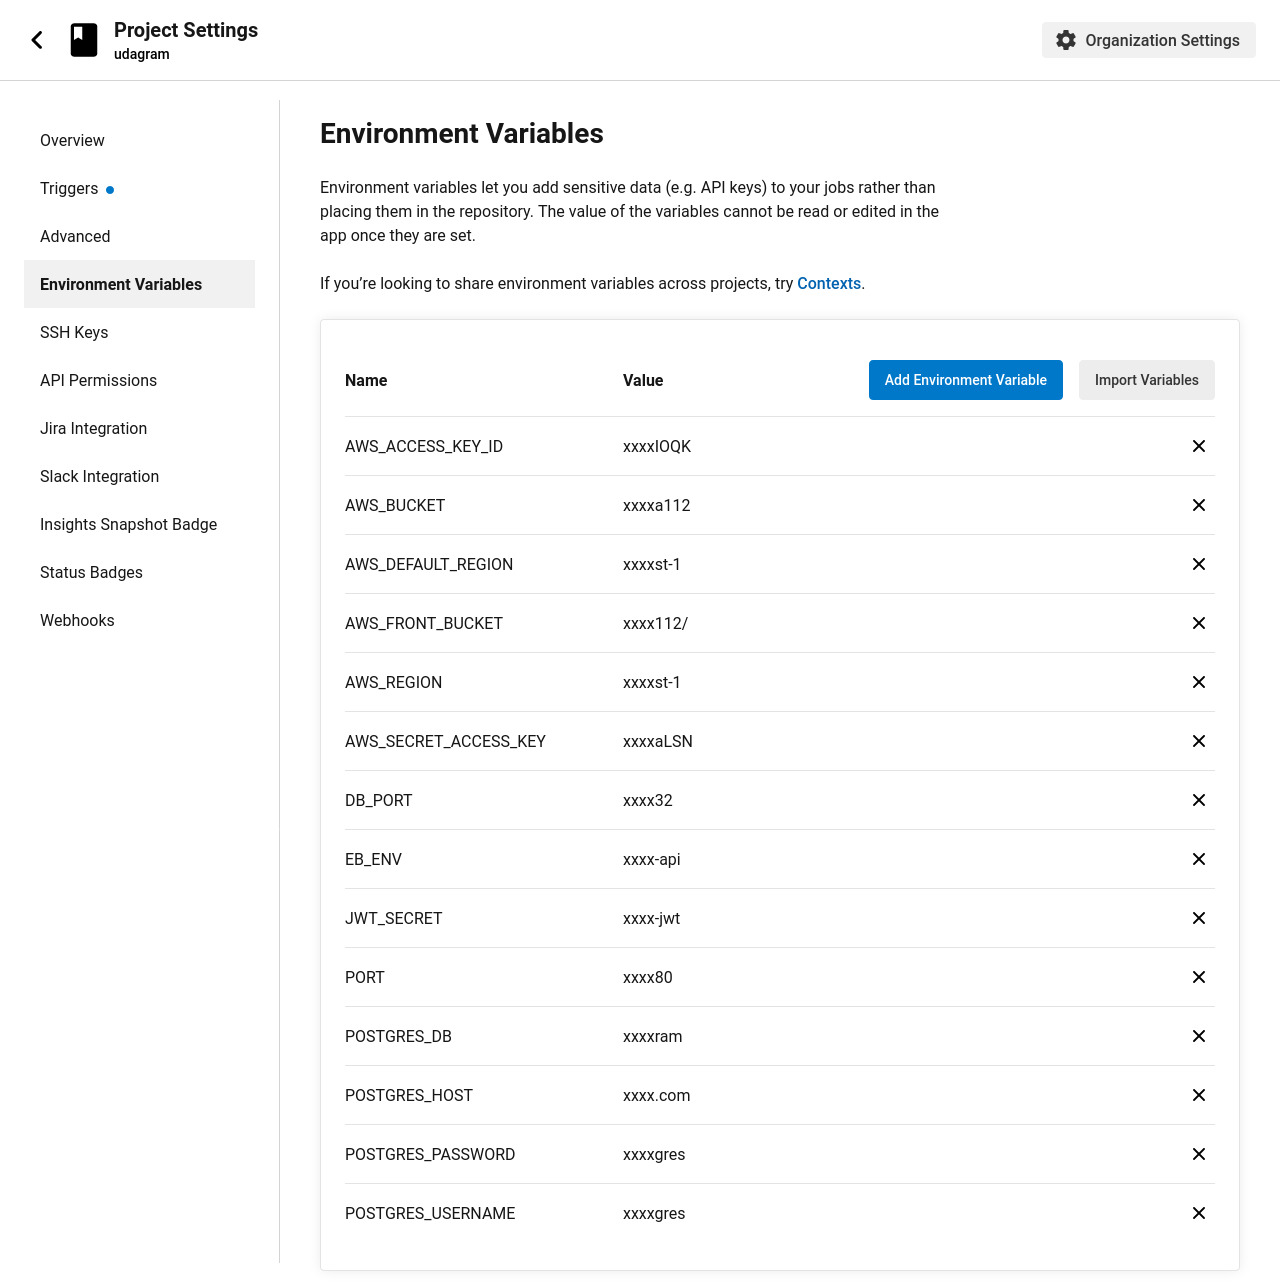 Project Settings
udagram
Organization Settings
Overview
Triggers
Advanced
Environment Variables
SSH Keys
API Permissions
Jira Integration
Slack Integration
Insights Snapshot Badge
Status Badges
Webhooks
Environment Variables
Environment variables let you add sensitive data (e.g. API keys) to your jobs rather than
placing them in the repository. The value of the variables cannot be read or edited in the
app once they are set.
If you’re looking to share environment variables across projects, try Contexts.
Name Value Add Environment Variable Import Variables
AWS_ACCESS_KEY_ID xxxxIOQK
AWS_BUCKET xxxxa112
AWS_DEFAULT_REGION xxxxst-1
AWS_FRONT_BUCKET xxxx112/
AWS_REGION xxxxst-1
AWS_SECRET_ACCESS_KEY xxxxaLSN
DB_PORT xxxx32
EB_ENV xxxx-api
JWT_SECRET xxxx-jwt
PORT xxxx80
POSTGRES_DB xxxxram
POSTGRES_HOST xxxx.com
POSTGRES_PASSWORD xxxxgres
POSTGRES_USERNAME xxxxgres